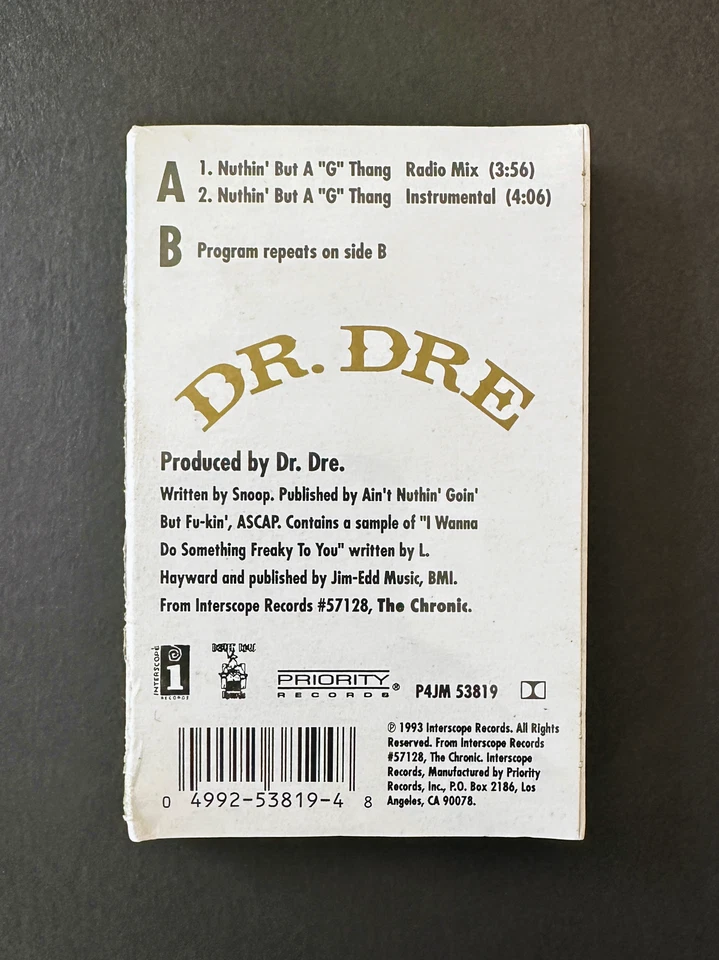 A
1. Nuthin' But A "G" Thang Radio Mix (3:56)
2. Nuthin' But A "G" Thang Instrumental (4:06)
B
Program repeats on side B
DR. DRE
Produced by Dr. Dre.
Written by Snoop. Published by Ain't Nuthin' Goin'
But Fu-kin', ASCAP. Contains a sample of "I Wanna
Do Something Freaky To You" written by L.
Hayward and published by Jim-Edd Music, BMI.
From Interscope Records #57128, The Chronic.
INTERSCOPE
RECORDS
PRIORITY
RECORDS®
P4JM 53819
℗ 1993 Interscope Records. All Rights
Reserved. From Interscope Records
#57128, The Chronic. Interscope
Records, Manufactured by Priority
Records, Inc., P.O. Box 2186, Los
Angeles, CA 90078.
0 4992-53819-4 8